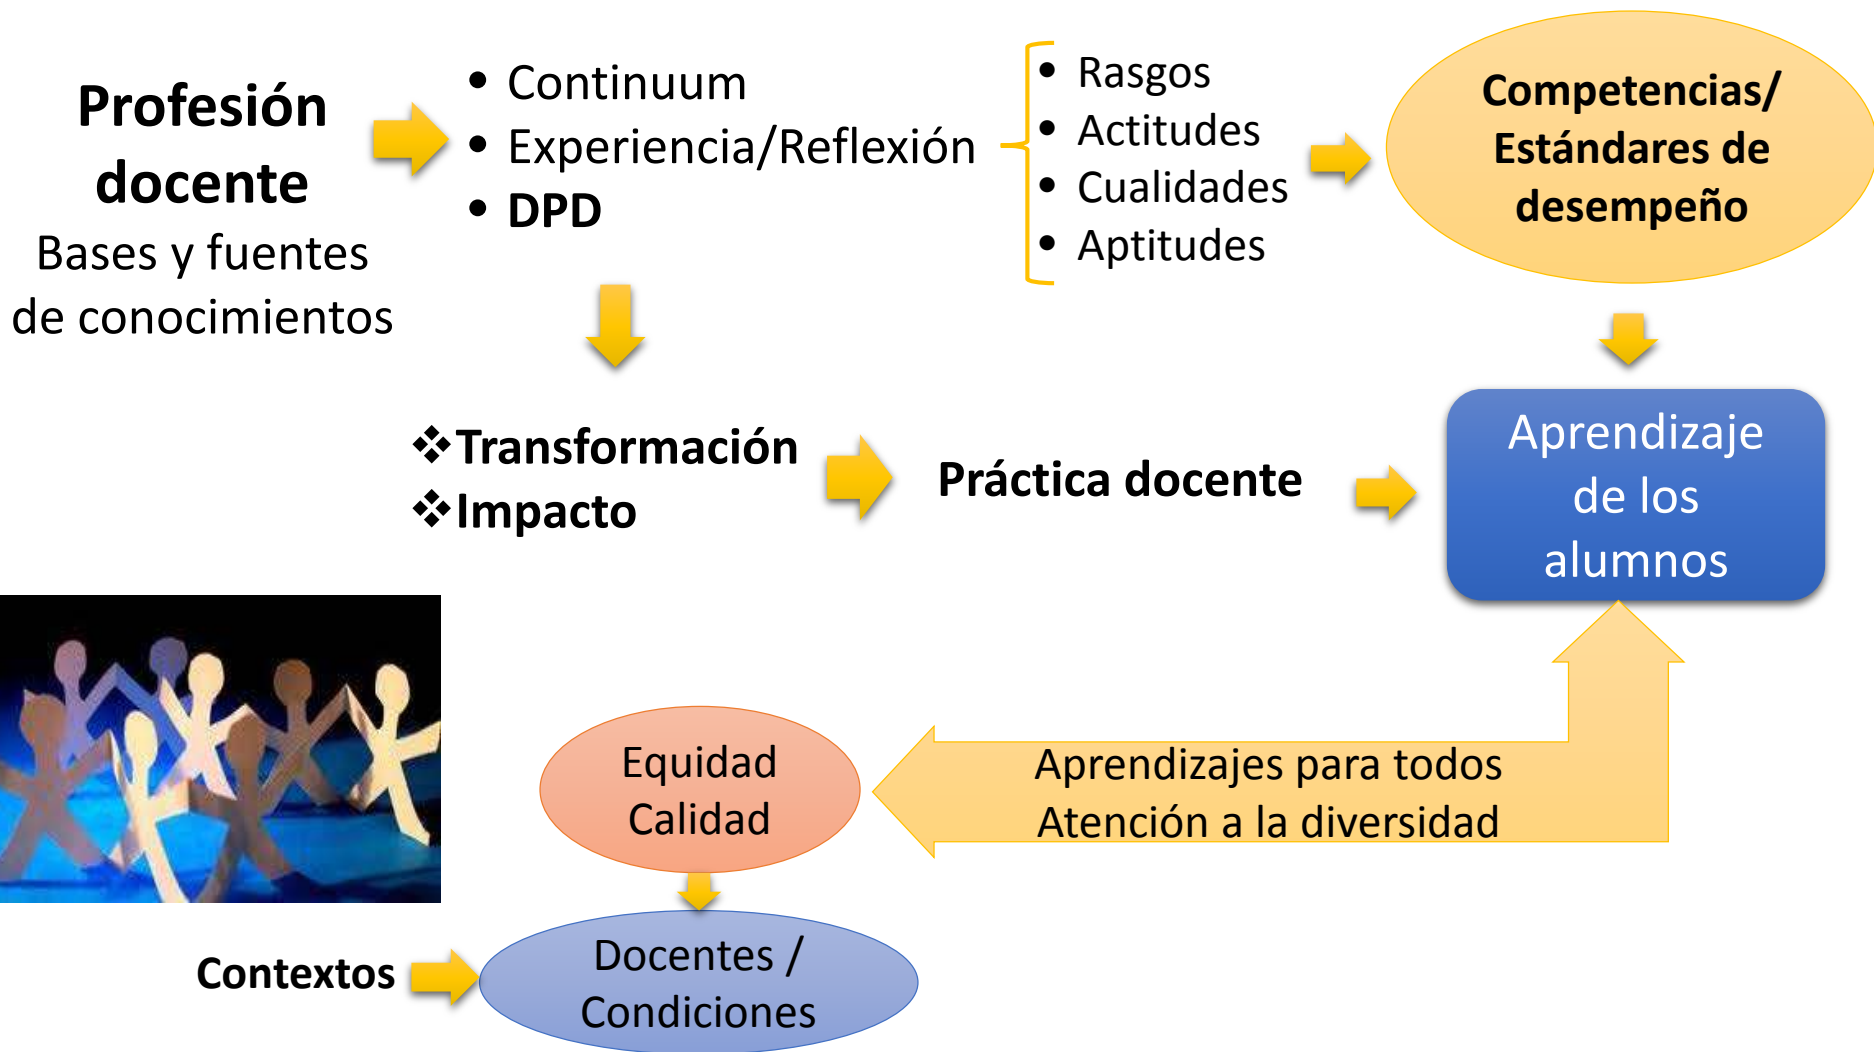 Profesión
docente
Bases y fuentes
de conocimientos
• Continuum
• Experiencia/Reflexión
• DPD
• Rasgos
• Actitudes
• Cualidades
• Aptitudes
Competencias/
Estándares de
desempeño
❖Transformación
❖Impacto
Práctica docente
Aprendizaje
de los
alumnos
Equidad
Calidad
Aprendizajes para todos
Atención a la diversidad
Contextos
Docentes /
Condiciones